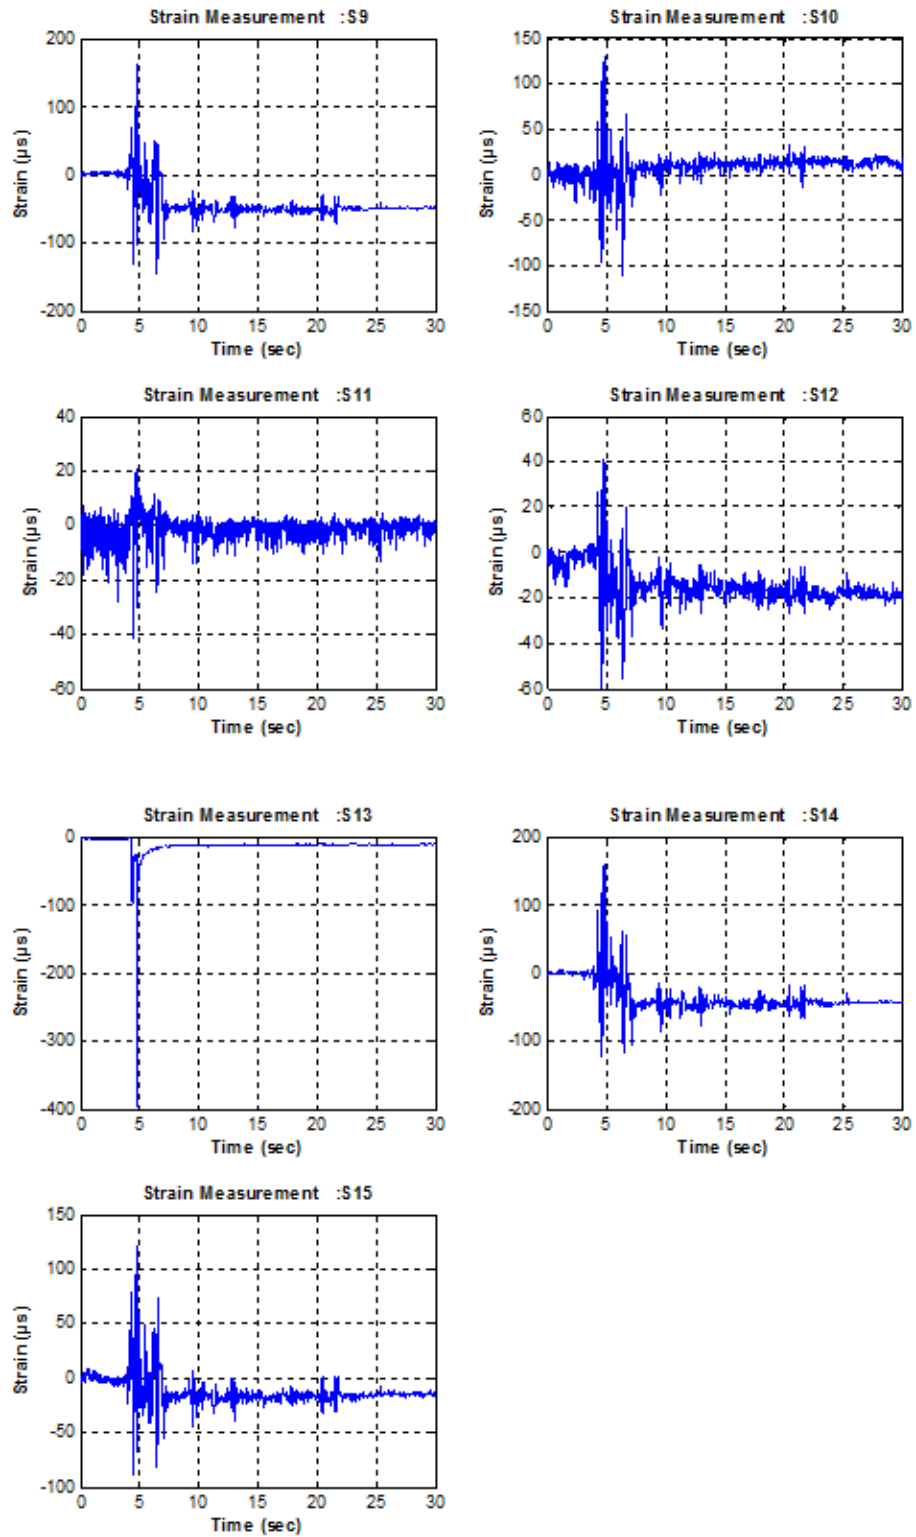 Strain Measurement :S9
200
100
0
-100
-200
Strain (µs)
0 5 10 15 20 25 30
Time (sec)
Strain Measurement :S10
150
100
50
0
-50
-100
-150
Strain (µs)
0 5 10 15 20 25 30
Time (sec)
Strain Measurement :S11
40
20
0
-20
-40
-60
Strain (µs)
0 5 10 15 20 25 30
Time (sec)
Strain Measurement :S12
60
40
20
0
-20
-40
-60
Strain (µs)
0 5 10 15 20 25 30
Time (sec)
Strain Measurement :S13
0
-100
-200
-300
-400
Strain (µs)
0 5 10 15 20 25 30
Time (sec)
Strain Measurement :S14
200
100
0
-100
-200
Strain (µs)
0 5 10 15 20 25 30
Time (sec)
Strain Measurement :S15
150
100
50
0
-50
-100
Strain (µs)
0 5 10 15 20 25 30
Time (sec)